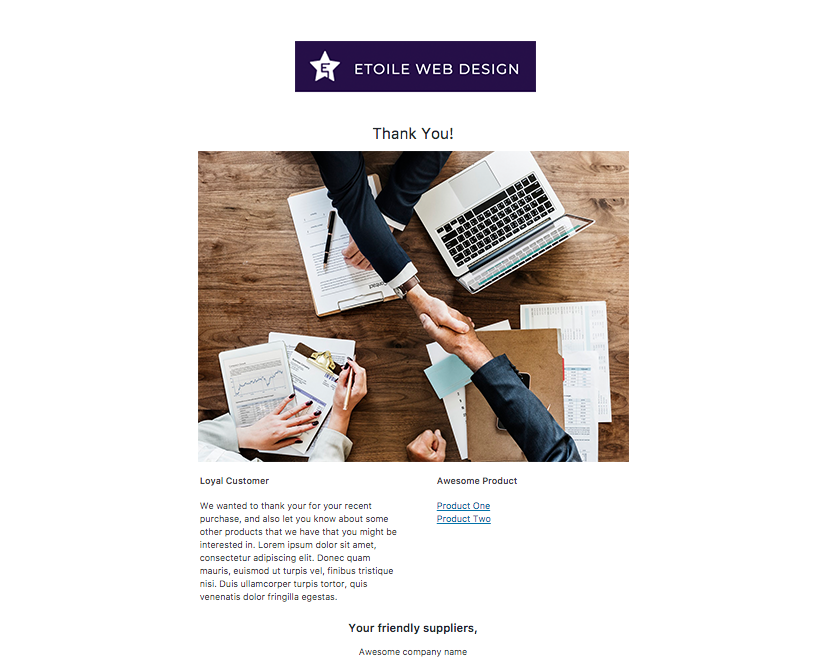 E
ETOILE WEB DESIGN
Thank You!
Loyal Customer
We wanted to thank your for your recent
purchase, and also let you know about some
other products that we have that you might be
interested in. Lorem ipsum dolor sit amet,
consectetur adipiscing elit. Donec quam
mauris, euismod ut turpis vel, finibus tristique
nisi. Duis ullamcorper turpis tortor, quis
venenatis dolor fringilla egestas.
Awesome Product
Product One
Product Two
Your friendly suppliers,
Awesome company name